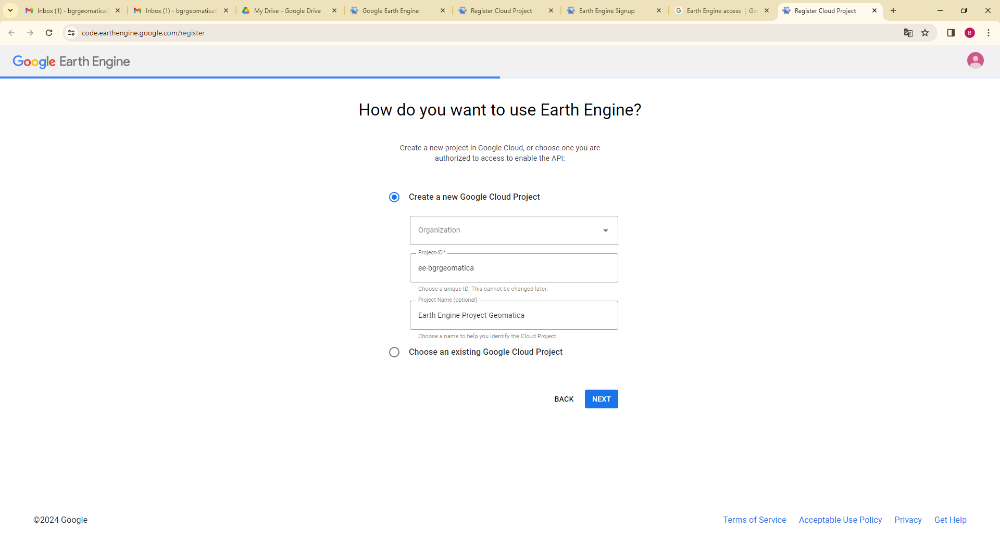 Inbox (1) - bgrgeomatica
Inbox (1) - bgrgeomatica
My Drive - Google Drive
Google Earth Engine
Register Cloud Project
Earth Engine Signup
Earth Engine access | Go
Register Cloud Project
code.earthengine.google.com/register
B
Google Earth Engine
How do you want to use Earth Engine?
Create a new project in Google Cloud, or choose one you are
authorized to access to enable the API:
Create a new Google Cloud Project
Organization
Project-ID*
ee-bgrgeomatica
Choose a unique ID. This cannot be changed later.
Project Name (optional)
Earth Engine Proyect Geomatica
Choose a name to help you identify the Cloud Project.
Choose an existing Google Cloud Project
BACK NEXT
©2024 Google
Terms of Service Acceptable Use Policy Privacy Get Help